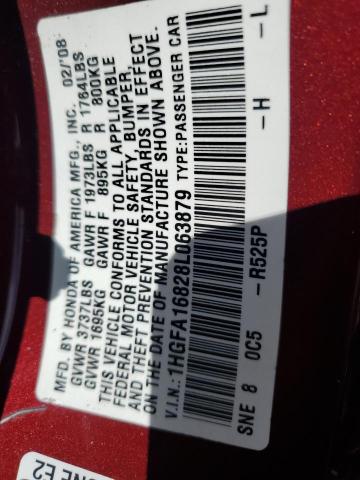 MFD. BY HONDA OF AMERICA MFG., INC. 02/'08
GVWR 3737LBS GAWR F 1973LBS R 1764LBS
GVWR 1695KG GAWR F 895KG R 800KG
THIS VEHICLE CONFORMS TO ALL APPLICABLE
FEDERAL MOTOR VEHICLE SAFETY, BUMPER,
AND THEFT PREVENTION STANDARDS IN EFFECT
ON THE DATE OF MANUFACTURE SHOWN ABOVE.
V.I.N.: 1HGFA16828L063879 TYPE:PASSENGER CAR
SNE 8 0C5 -R525P -H -L
ONE E2